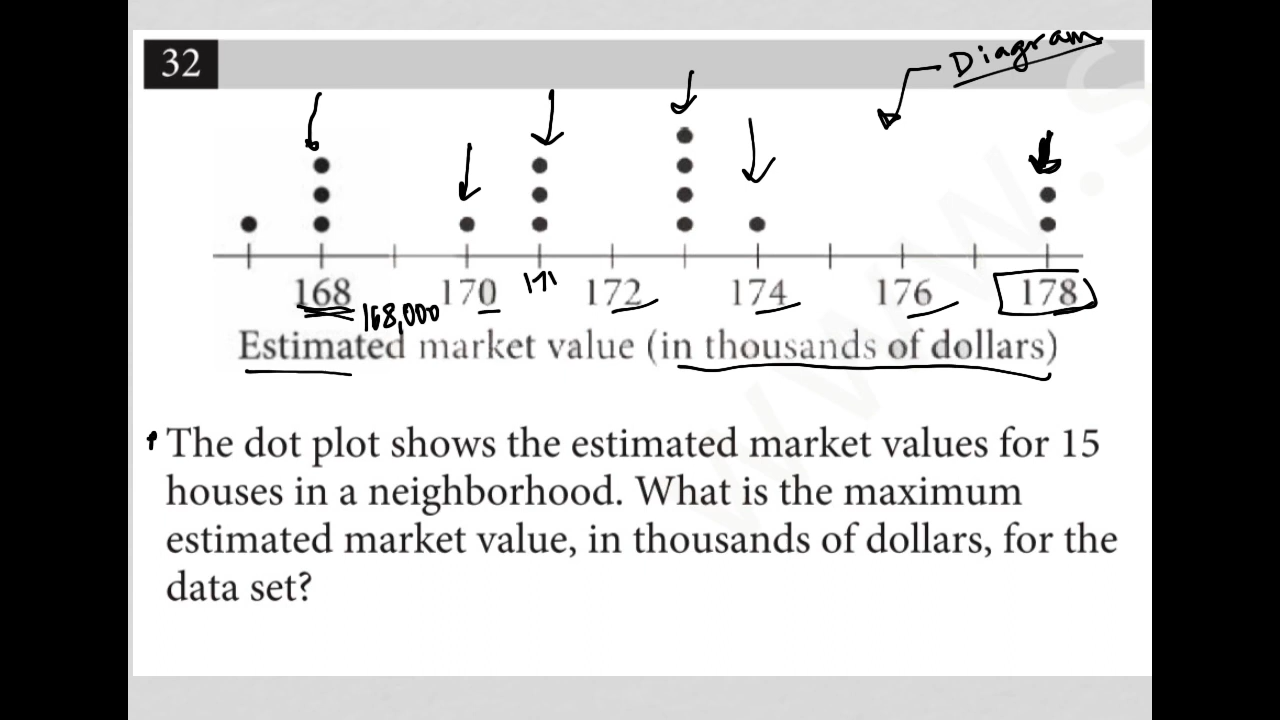 32
Diagram
168 170 171 172 174 176 178
168,000
Estimated market value (in thousands of dollars)
The dot plot shows the estimated market values for 15
houses in a neighborhood. What is the maximum
estimated market value, in thousands of dollars, for the
data set?